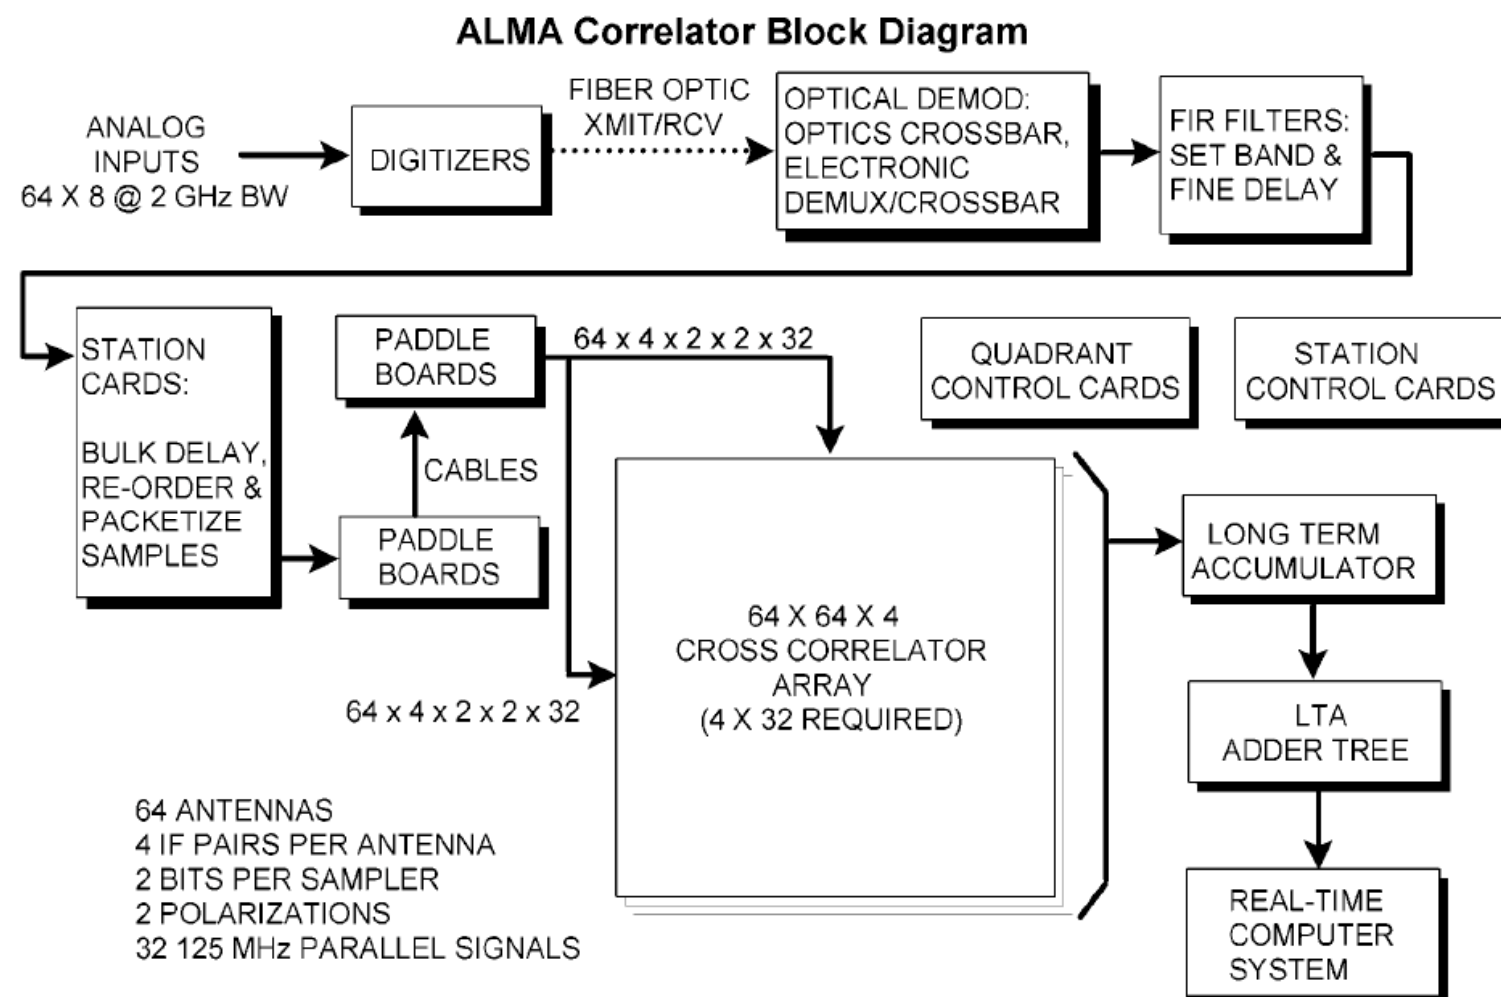 ALMA Correlator Block Diagram
ANALOG
INPUTS
64 X 8 @ 2 GHz BW
DIGITIZERS
FIBER OPTIC
XMIT/RCV
OPTICAL DEMOD:
OPTICS CROSSBAR,
ELECTRONIC
DEMUX/CROSSBAR
FIR FILTERS:
SET BAND &
FINE DELAY
STATION
CARDS:
BULK DELAY,
RE-ORDER &
PACKETIZE
SAMPLES
PADDLE
BOARDS
CABLES
PADDLE
BOARDS
64 x 4 x 2 x 2 x 32
64 x 4 x 2 x 2 x 32
QUADRANT
CONTROL CARDS
STATION
CONTROL CARDS
64 X 64 X 4
CROSS CORRELATOR
ARRAY
(4 X 32 REQUIRED)
LONG TERM
ACCUMULATOR
LTA
ADDER TREE
REAL-TIME
COMPUTER
SYSTEM
64 ANTENNAS
4 IF PAIRS PER ANTENNA
2 BITS PER SAMPLER
2 POLARIZATIONS
32 125 MHz PARALLEL SIGNALS